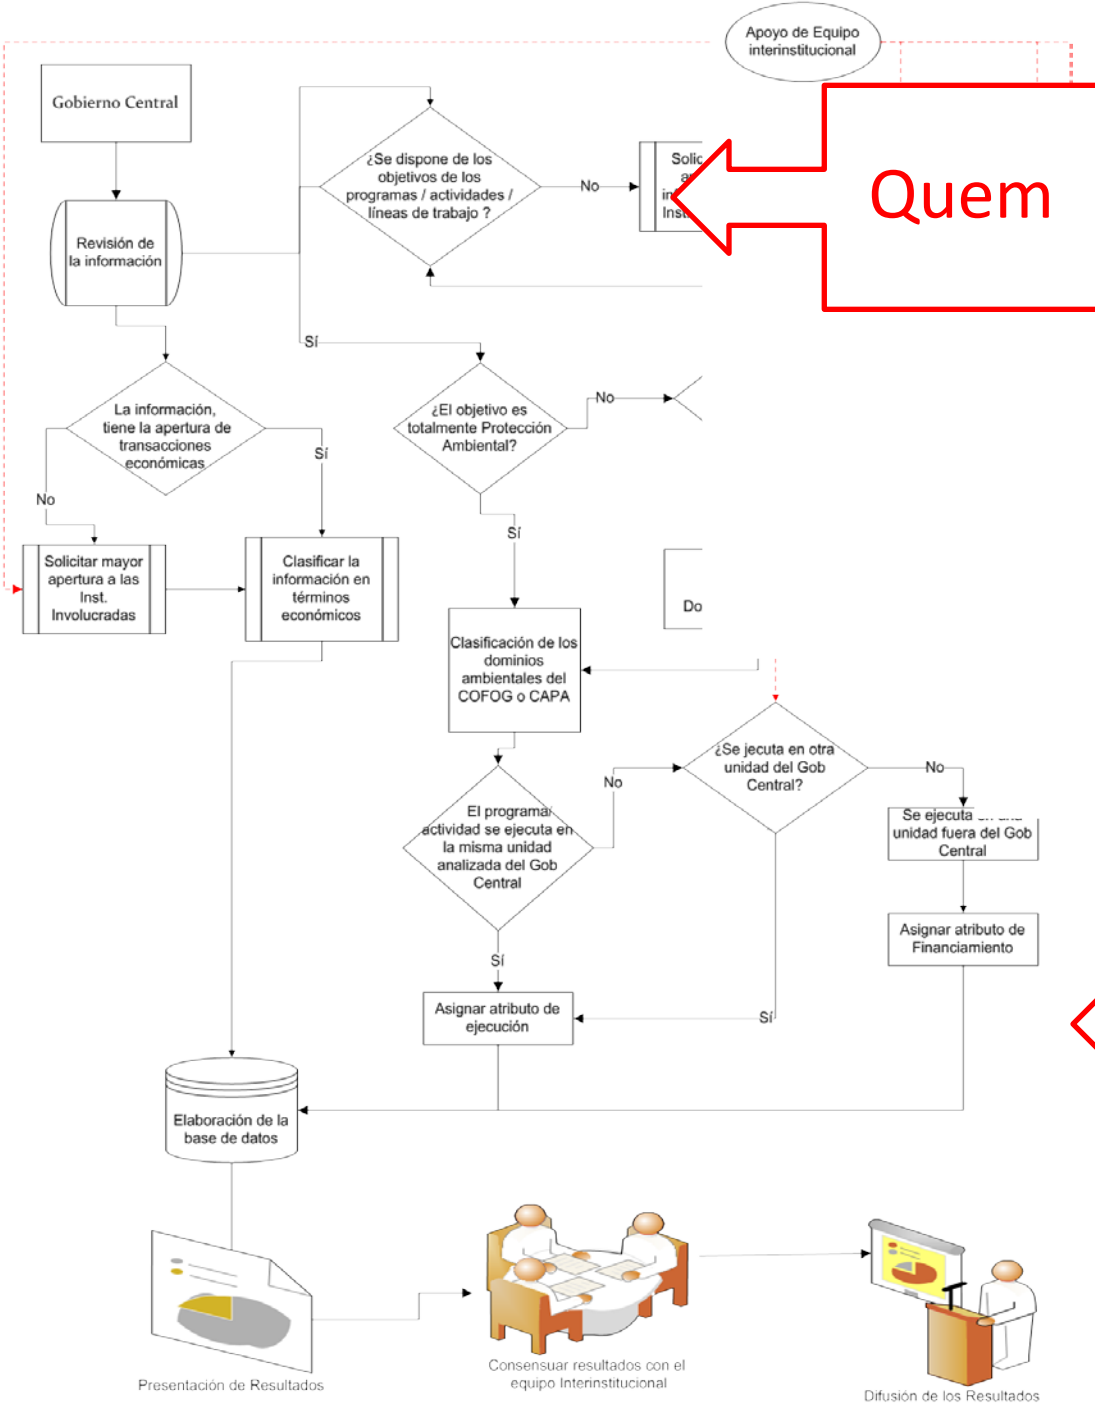 Apoyo de Equipo
interinstitucional
Gobierno Central
Quem
¿Se dispone de los
objetivos de los
programas / actividades /
líneas de trabajo ?
No
Revisión de
la información
Sí
La información,
tiene la apertura de
transacciones
económicas
¿El objetivo es
totalmente Protección
Ambiental?
No
Sí
No
Sí
Solicitar mayor
apertura a las
Inst.
Involucradas
Clasificar la
información en
términos
económicos
Do
Clasificación de los
dominios
ambientales del
COFOG o CAPA
¿Se jecuta en otra
unidad del Gob
Central?
No
No
El programa/
actividad se ejecuta en
la misma unidad
analizada del Gob
Central
Se ejecuta
unidad fuera del Gob
Central
Asignar atributo de
Financiamiento
Sí
Asignar atributo de
ejecución
Sí
Elaboración de la
base de datos
Presentación de Resultados
Consensuar resultados con el
equipo Interinstitucional
Difusión de los Resultados